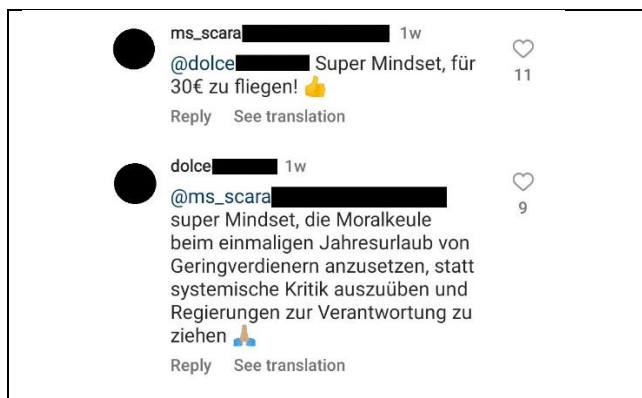 ms_scara 1w
@dolce Super Mindset, für
30€ zu fliegen! 👍
11
Reply See translation
dolce 1w
@ms_scara
9
super Mindset, die Moralkeule
beim einmaligen Jahresurlaub von
Geringverdienern anzusetzen, statt
systemische Kritik auszuüben und
Regierungen zur Verantwortung zu
ziehen 🙏🏼
Reply See translation